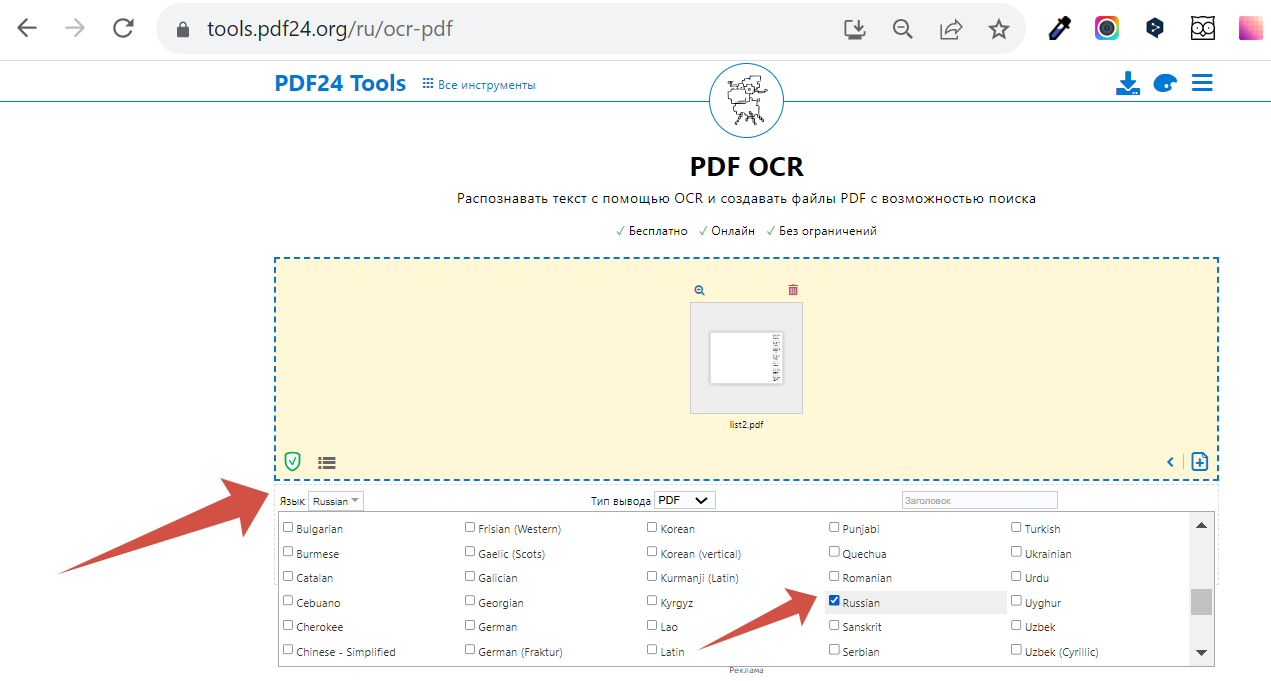 tools.pdf24.org/ru/ocr-pdf
PDF24 Tools Все инструменты
PDF OCR
Распознавать текст с помощью OCR и создавать файлы PDF с возможностью поиска
✓ Бесплатно ✓ Онлайн ✓ Без ограничений
list2.pdf
Язык Russian Тип вывода PDF Заголовок
Bulgarian Frisian (Western) Korean Punjabi Turkish
Burmese Gaelic (Scots) Korean (vertical) Quechua Ukrainian
Catalan Galician Kurmanji (Latin) Romanian Urdu
Cebuano Georgian Kyrgyz Russian Uyghur
Cherokee German Lao Sanskrit Uzbek
Chinese - Simplified German (Fraktur) Latin Serbian Uzbek (Cyrillic)
Реклама